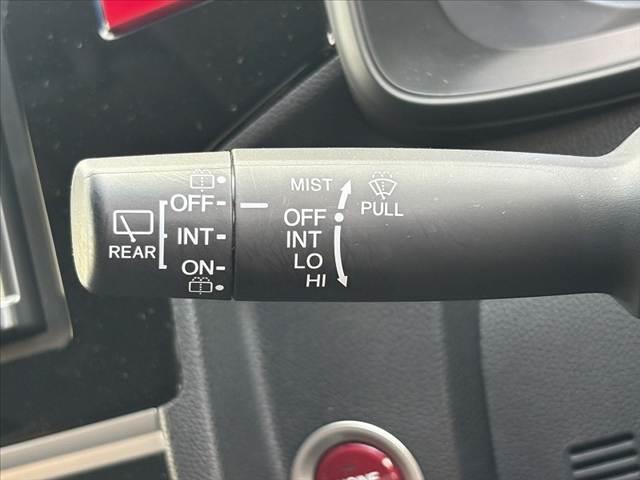 OFF
INT
ON
REAR
MIST
OFF
INT
LO
HI
PULL